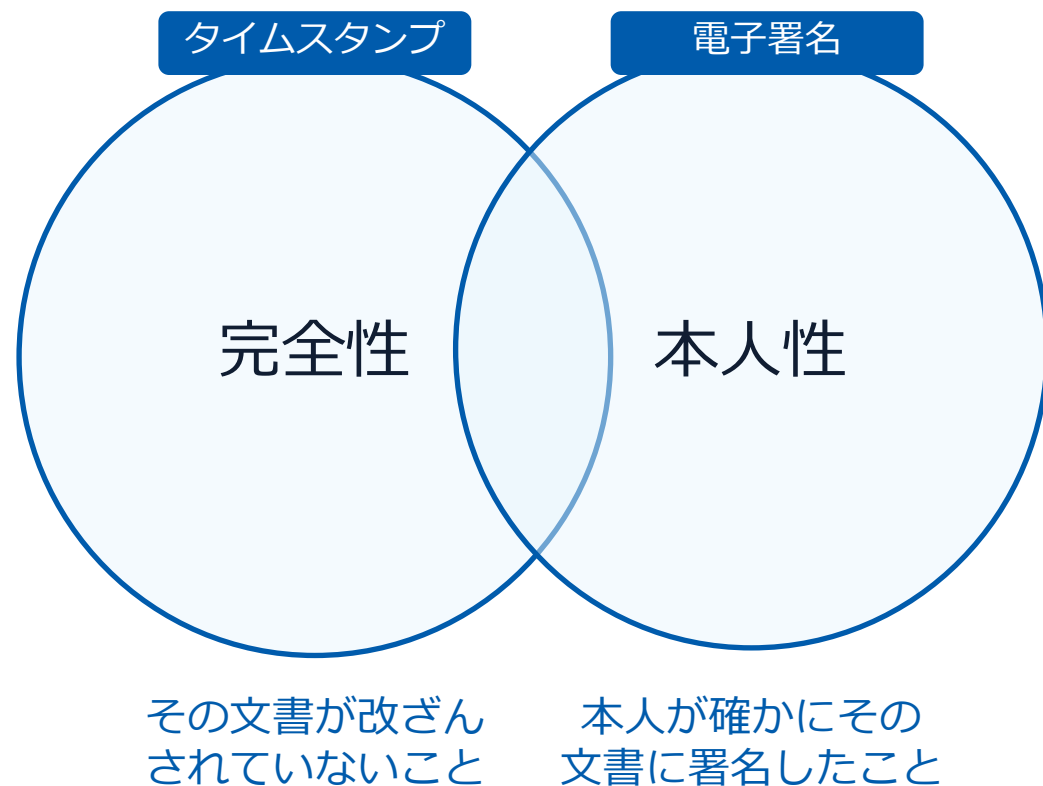 タイムスタンプ
電子署名
完全性
本人性
その文書が改ざん
されていないこと
本人が確かにその
文書に署名したこと